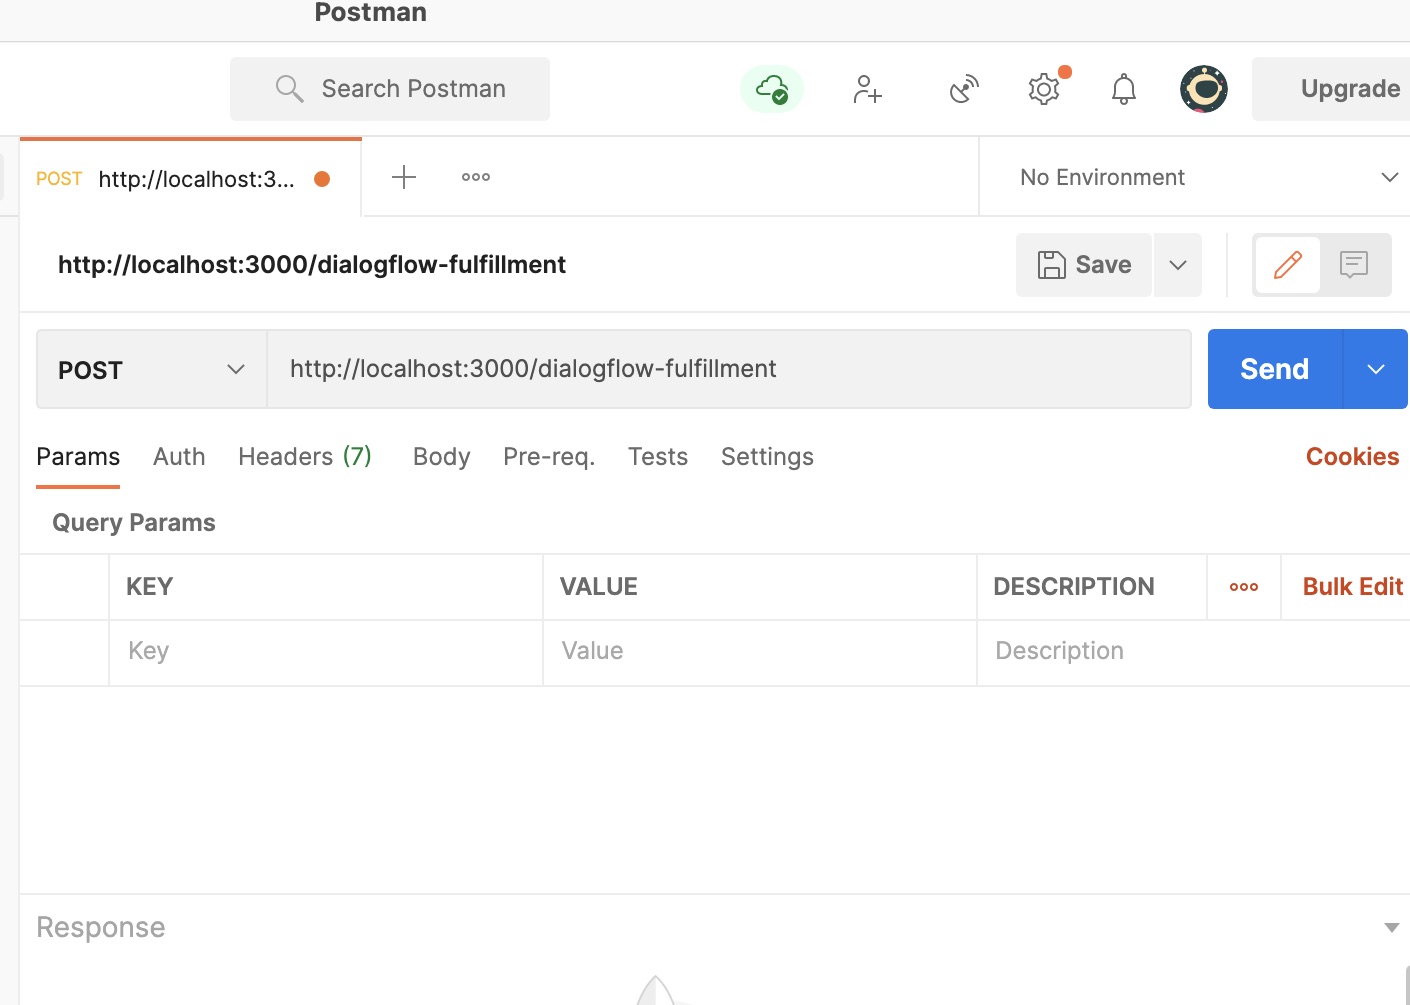 Postman
Search Postman
Upgrade
POST http://localhost:3...
No Environment
http://localhost:3000/dialogflow-fulfillment
Save
POST http://localhost:3000/dialogflow-fulfillment Send
Params Auth Headers (7) Body Pre-req. Tests Settings Cookies
Query Params
KEY VALUE DESCRIPTION Bulk Edit
Key Value Description
Response